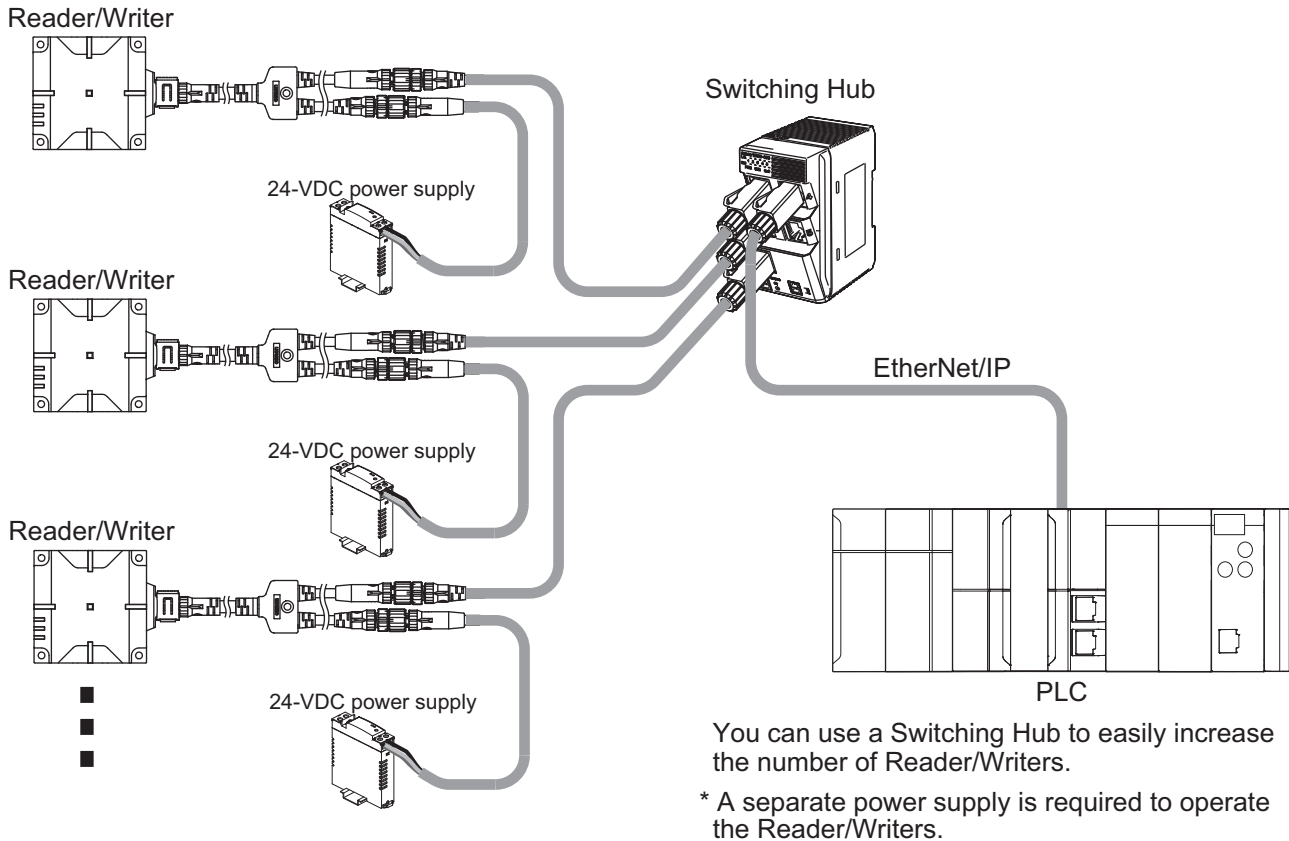 Reader/Writer
Switching Hub
24-VDC power supply
Reader/Writer
EtherNet/IP
24-VDC power supply
Reader/Writer
PLC
24-VDC power supply
You can use a Switching Hub to easily increase
the number of Reader/Writers.
* A separate power supply is required to operate
the Reader/Writers.